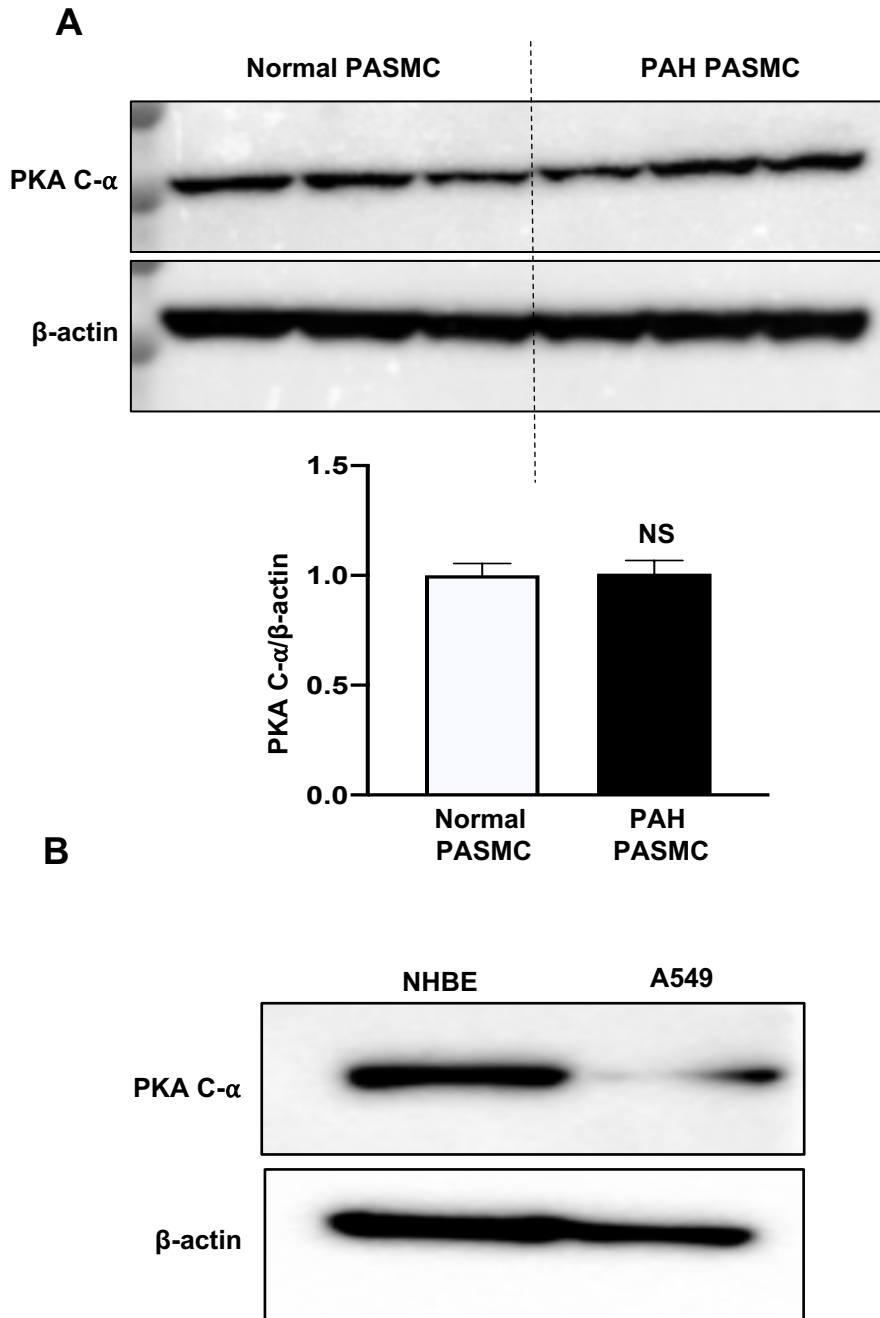 A
Normal PASMC PAH PASMC
PKA C-α
β-actin
1.5
1.0
0.5
0.0
PKA C-α/β-actin
NS
Normal
PASMC
PAH
PASMC
B
NHBE A549
PKA C-α
β-actin